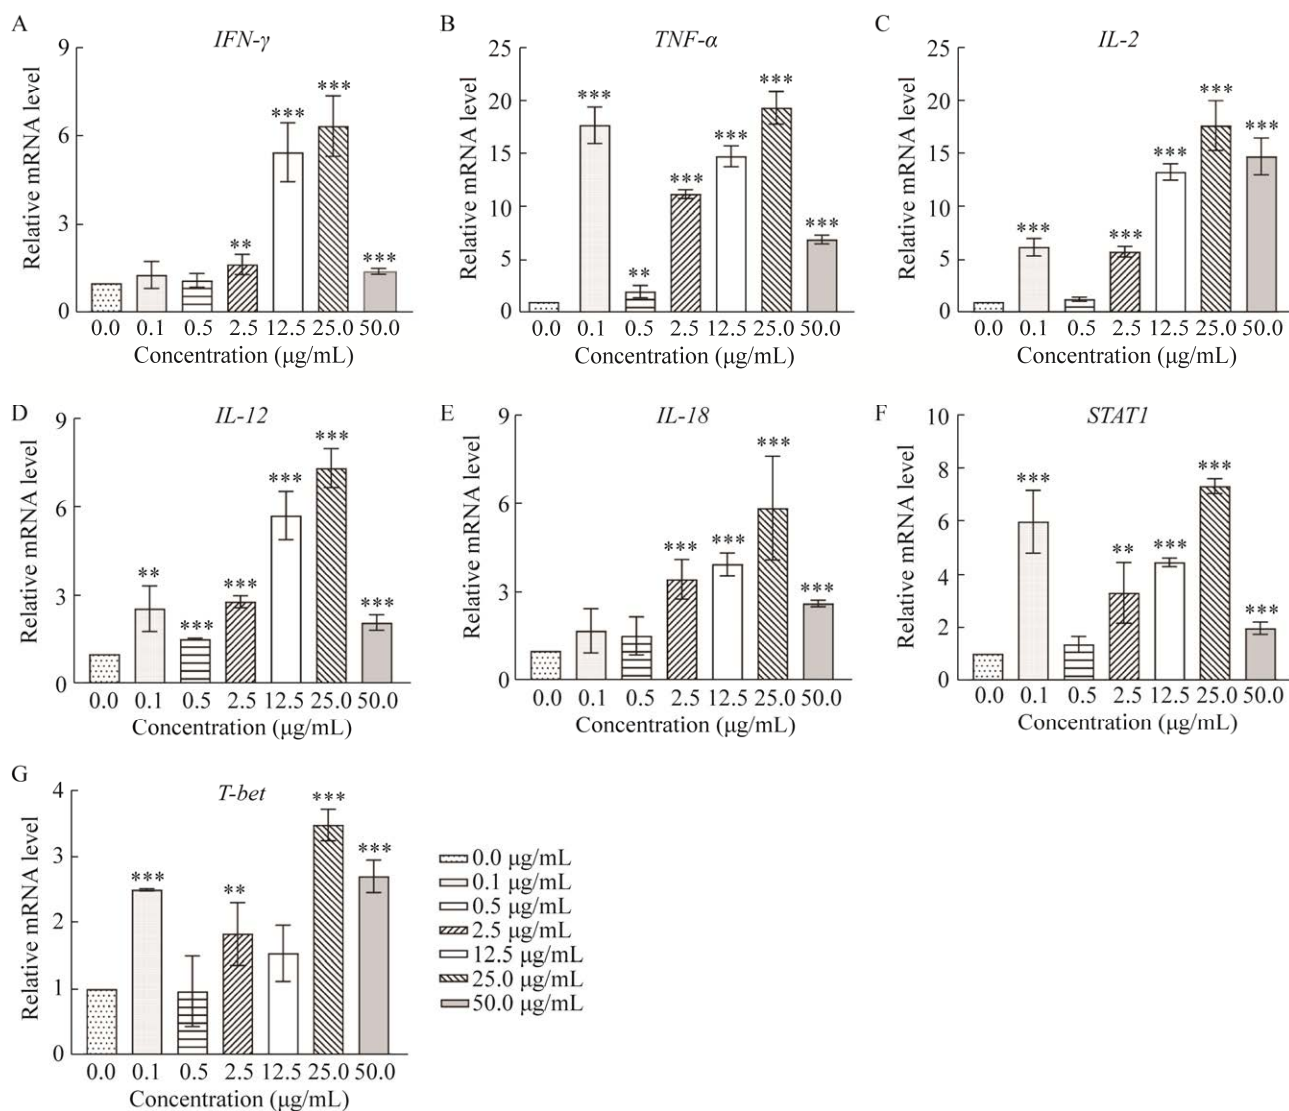 A
IFN-γ
Relative mRNA level
9
6
3
0
**
***
***
***
0.0 0.1 0.5 2.5 12.5 25.0 50.0
Concentration (μg/mL)
B
TNF-α
Relative mRNA level
25
20
15
10
5
0
***
**
***
***
***
***
0.0 0.1 0.5 2.5 12.5 25.0 50.0
Concentration (μg/mL)
C
IL-2
Relative mRNA level
25
20
15
10
5
0
***
***
***
***
***
0.0 0.1 0.5 2.5 12.5 25.0 50.0
Concentration (μg/mL)
D
IL-12
Relative mRNA level
9
6
3
0
**
***
***
***
***
***
0.0 0.1 0.5 2.5 12.5 25.0 50.0
Concentration (μg/mL)
E
IL-18
Relative mRNA level
9
6
3
0
***
***
***
***
0.0 0.1 0.5 2.5 12.5 25.0 50.0
Concentration (μg/mL)
F
STAT1
Relative mRNA level
10
8
6
4
2
0
***
**
***
***
***
0.0 0.1 0.5 2.5 12.5 25.0 50.0
Concentration (μg/mL)
G
T-bet
Relative mRNA level
4
3
2
1
0
***
**
***
***
0.0 0.1 0.5 2.5 12.5 25.0 50.0
Concentration (μg/mL)
0.0 μg/mL
0.1 μg/mL
0.5 μg/mL
2.5 μg/mL
12.5 μg/mL
25.0 μg/mL
50.0 μg/mL